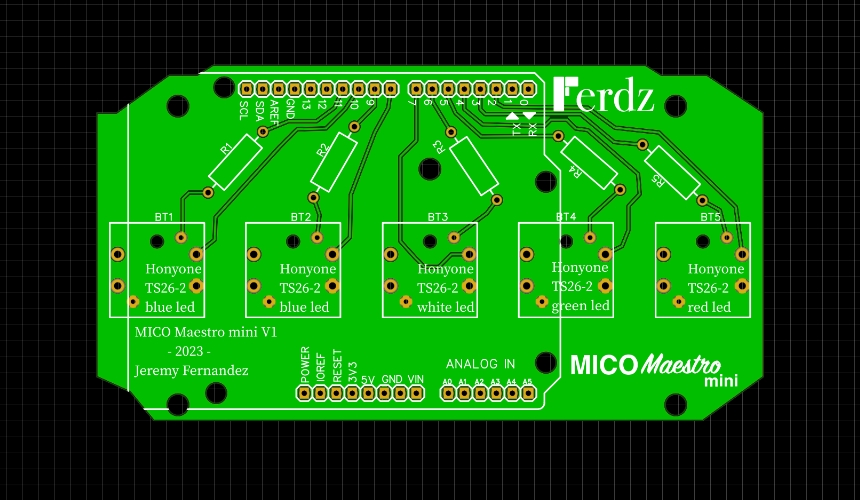 Ferdz
SCL
SDA
AREF
GND
13
12
11
10
9
7
6
5
4
3
2
1
0
TX
RX
R1
R2
R3
R4
R5
BT1
BT2
BT3
BT4
BT5
Honyone
TS26-2
blue led
Honyone
TS26-2
blue led
Honyone
TS26-2
white led
Honyone
TS26-2
green led
Honyone
TS26-2
red led
MICO Maestro mini V1
- 2023 -
Jeremy Fernandez
POWER
IOREF
RESET
3V3
5V
GND
VIN
ANALOG IN
A0 A1 A2 A3 A4 A5
MICO Maestro
mini